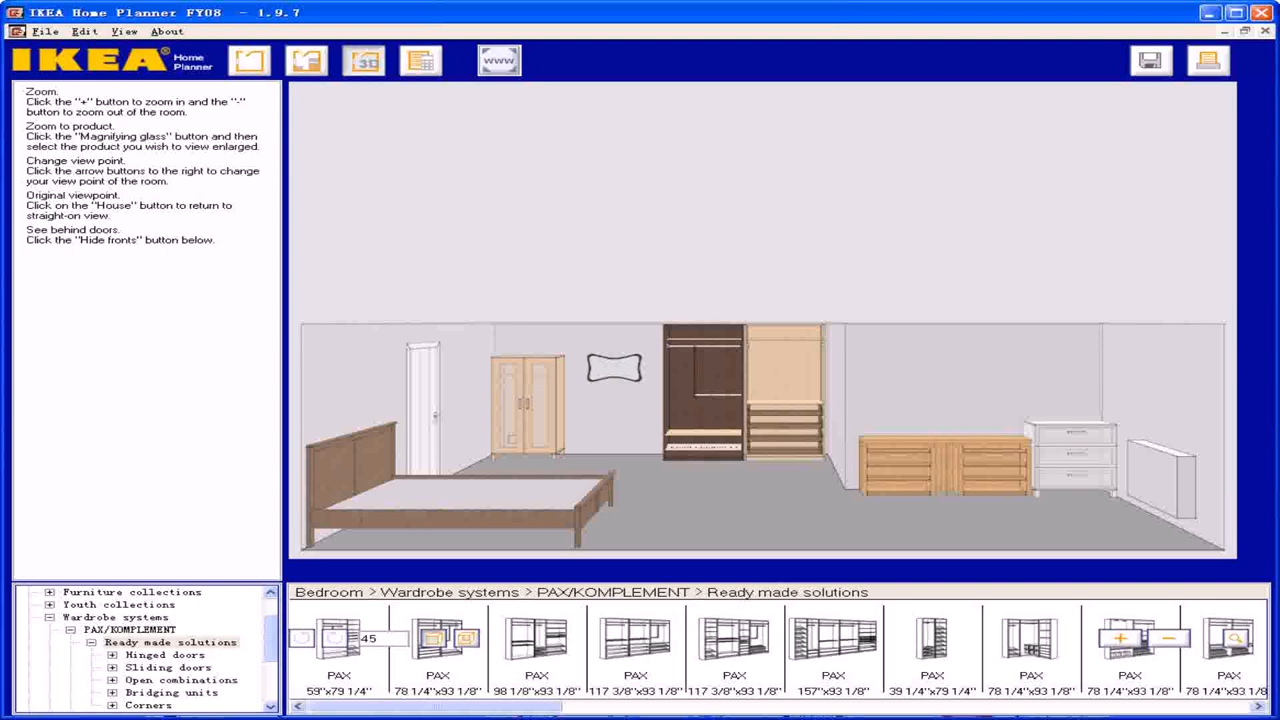 IKEA Home Planner FY08 - 1.9.7
File Edit View About
IKEA® Home Planner
3D
WWW
Zoom.
Click the "+" button to zoom in and the "-"
button to zoom out of the room.
Zoom to product.
Click the "Magnifying glass" button and then
select the product you wish to view enlarged.
Change view point.
Click the arrow buttons to the right to change
your view point of the room.
Original viewpoint.
Click on the "House" button to return to
straight-on view.
See behind doors.
Click the "Hide fronts" button below.
Furniture collections
Youth collections
Wardrobe systems
PAX/KOMPLEMENT
Ready made solutions
Hinged doors
Sliding doors
Open combinations
Bridging units
Corners
Bedroom > Wardrobe systems > PAX/KOMPLEMENT > Ready made solutions
45
PAX PAX PAX PAX PAX PAX PAX PAX PAX PAX
59"x79 1/4" 78 1/4"x93 1/8" 98 1/8"x93 1/8" 117 3/8"x93 1/8" 117 3/8"x93 1/8" 157"x93 1/8" 39 1/4"x79 1/4" 78 1/4"x93 1/8" 78 1/4"x93 1/8" 78 1/4"x93 1/8